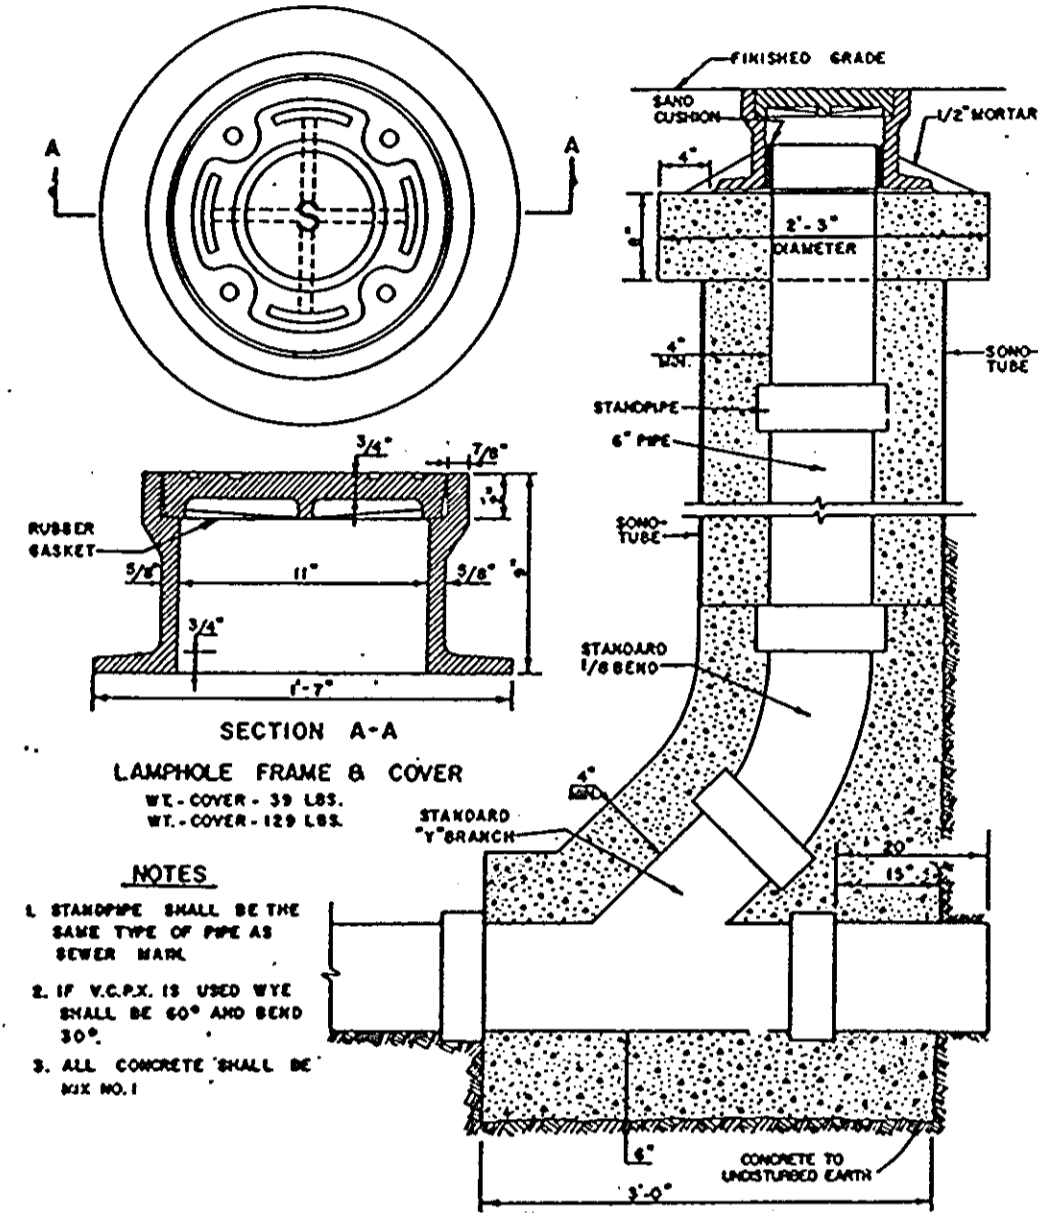 FINISHED GRADE
SAND
CUSHION
1/2" MORTAR
A
A
4"
S
2'-3"
DIAMETER
8"
4"
MIN.
SONO-
TUBE
STANDPIPE
6" PIPE
3/4"
7/8"
RUBBER
GASKET
SONO-
TUBE
5/8"
11"
5/8"
3/4"
1'-7"
STANDARD
1/8 BEND
SECTION A-A
LAMPHOLE FRAME & COVER
WT.-COVER-39 LBS.
WT.-COVER-129 LBS.
4"
MIN.
STANDARD
"Y" BRANCH
20"
15"
NOTES
1. STANDPIPE SHALL BE THE
SAME TYPE OF PIPE AS
SEWER MAIN.
2. IF V.C.P.X. IS USED WYE
SHALL BE 60° AND BEND
30°.
3. ALL CONCRETE SHALL BE
MIX NO.1
6"
CONCRETE TO
UNDISTURBED EARTH
3'-0"